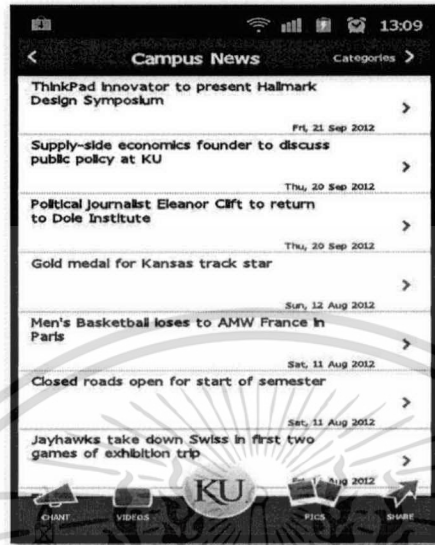 13:09
Campus News
Categories
ThinkPad innovator to present Hallmark
Design Symposium
Fri, 21 Sep 2012
Supply-side economics founder to discuss
public policy at KU
Thu, 20 Sep 2012
Political journalist Eleanor Clift to return
to Dole Institute
Thu, 20 Sep 2012
Gold medal for Kansas track star
Sun, 12 Aug 2012
Men's Basketball loses to AMW France in
Paris
Sat, 11 Aug 2012
Closed roads open for start of semester
Sat, 11 Aug 2012
Jayhawks take down Swiss in first two
games of exhibition trip
Aug 2012
KU
CHANT
VIDEOS
PICS
SHARE